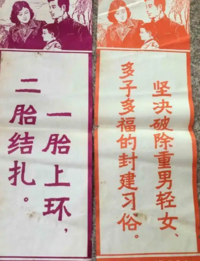 一胎上环，
二胎结扎。
坚决破除重男轻女、
多子多福的封建习俗。